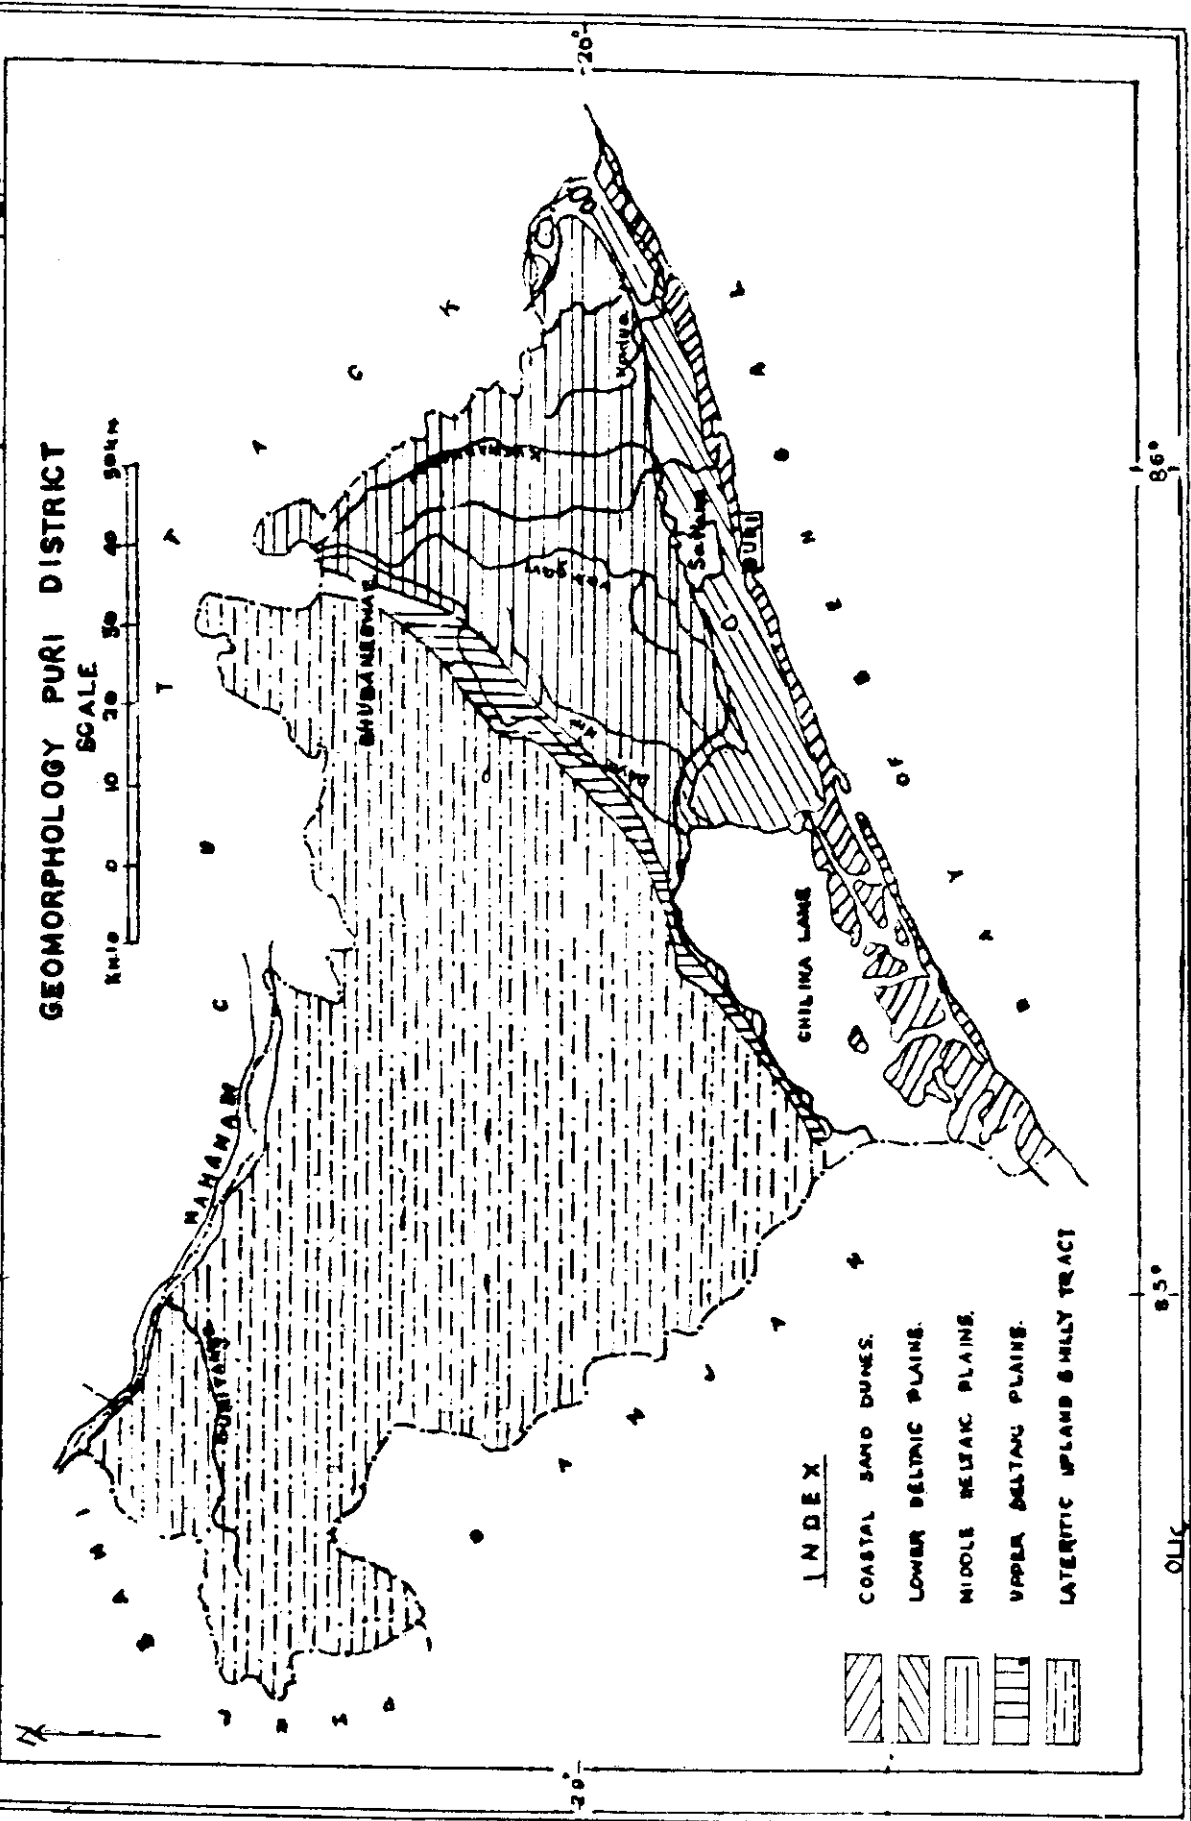 GEOMORPHOLOGY PURI DISTRICT
SCALE
KM 10 0 10 20 30 40 50 KM
20°
20°
85°
86°
BHUBANESWAR
CHILIKA LAKE
PURI
BAY OF BENGAL
CUTTACK
INDEX
COASTAL SAND DUNES.
LOWER DELTAIC PLAINS.
MIDDLE DELTAIC PLAINS.
UPPER DELTAIC PLAINS.
LATERITIC UPLAND & HILLY TRACT